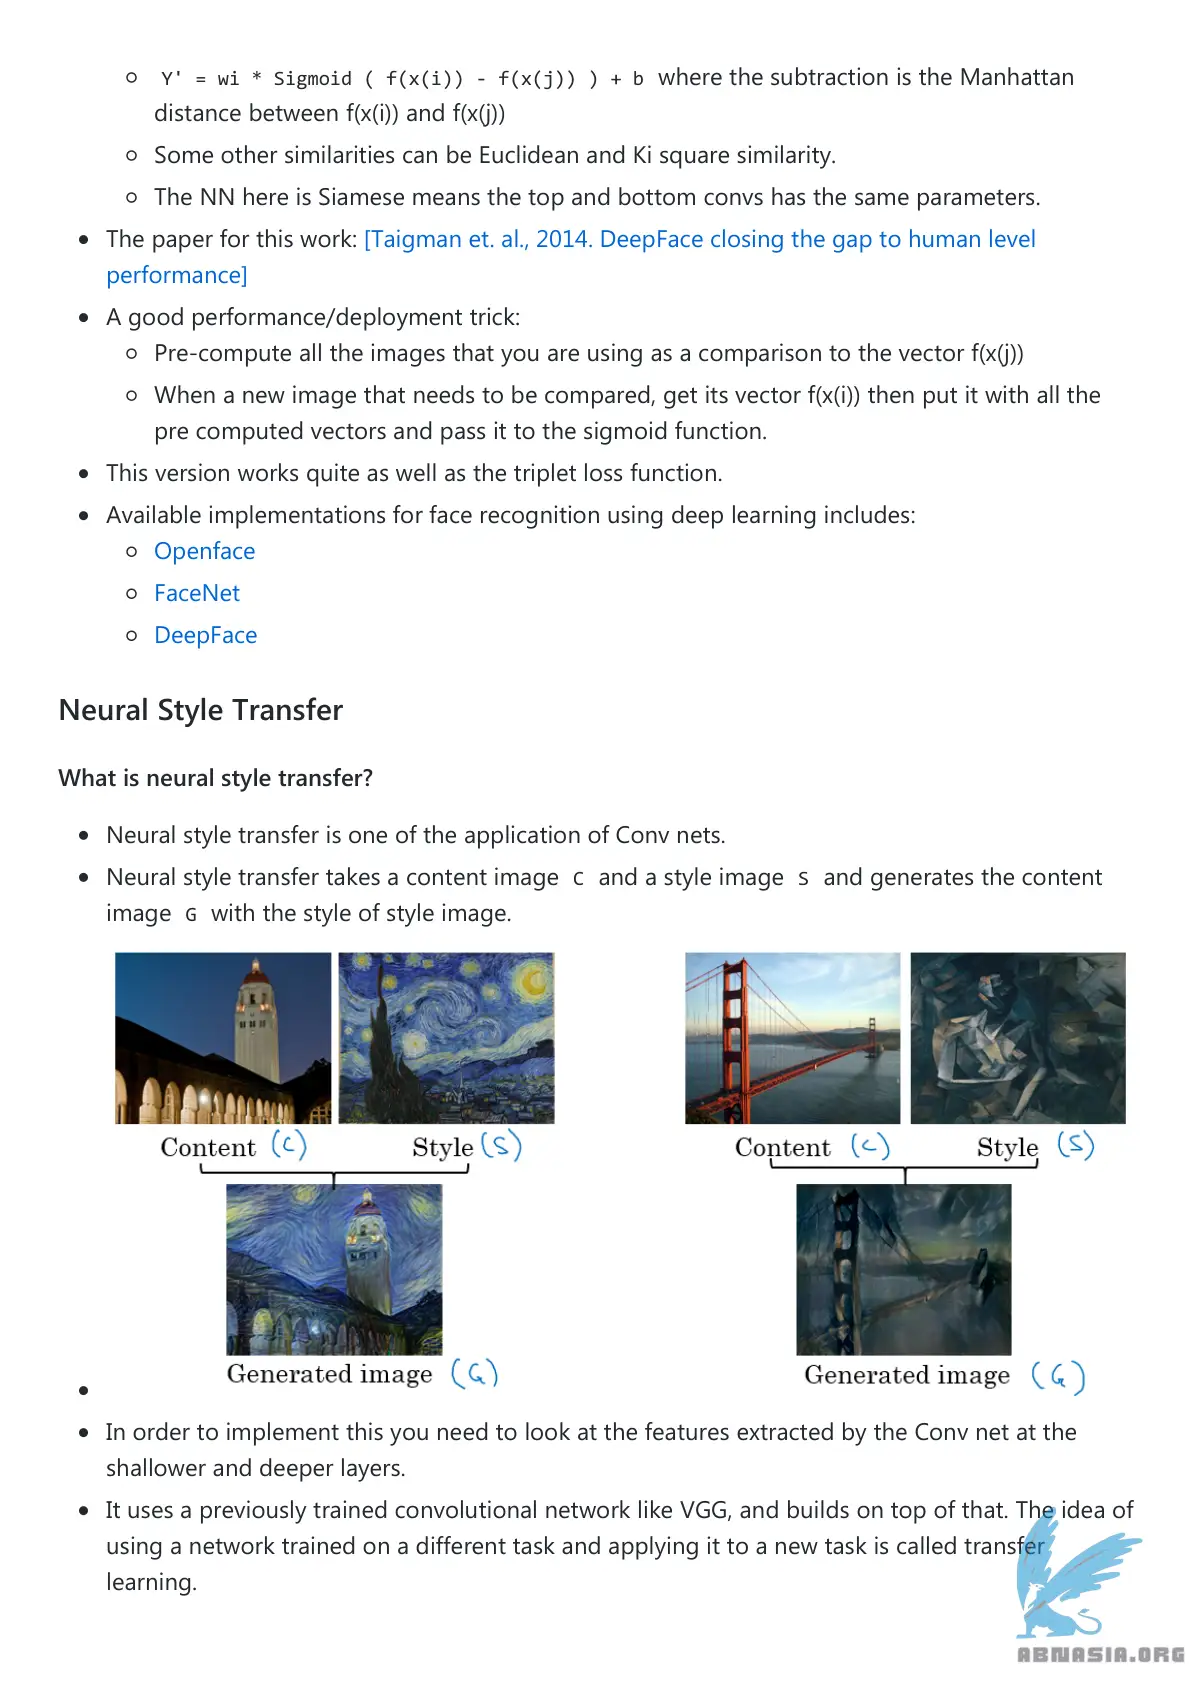 Y' = wi * Sigmoid ( f(x(i)) - f(x(j)) ) + b where the subtraction is the Manhattan
distance between f(x(i)) and f(x(j))
Some other similarities can be Euclidean and Ki square similarity.
The NN here is Siamese means the top and bottom convs has the same parameters.
The paper for this work: [Taigman et. al., 2014. DeepFace closing the gap to human level
performance]
A good performance/deployment trick:
Pre-compute all the images that you are using as a comparison to the vector f(x(j))
When a new image that needs to be compared, get its vector f(x(i)) then put it with all the
pre computed vectors and pass it to the sigmoid function.
This version works quite as well as the triplet loss function.
Available implementations for face recognition using deep learning includes:
Openface
FaceNet
DeepFace
Neural Style Transfer
What is neural style transfer?
Neural style transfer is one of the application of Conv nets.
Neural style transfer takes a content image C and a style image S and generates the content
image G with the style of style image.
Content (C) Style (S) Content (C) Style (S)
Generated image (G) Generated image (G)
In order to implement this you need to look at the features extracted by the Conv net at the
shallower and deeper layers.
It uses a previously trained convolutional network like VGG, and builds on top of that. The idea of
using a network trained on a different task and applying it to a new task is called transfer
learning.
ABNASIA.ORG